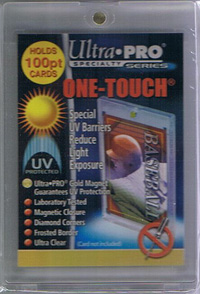 HOLDS
100pt
CARDS
Ultra•PRO®
SPECIALTY SERIES
ONE-TOUCH®
Special
UV Barriers
Reduce
Light
Exposure
UV
PROTECTED
BASEBALL
Ultra•PRO® Gold Magnet
Guarantees UV Protection
• Laboratory Tested
• Magnetic Closure
• Diamond Corners
• Frosted Border
• Ultra Clear
(Card not included)